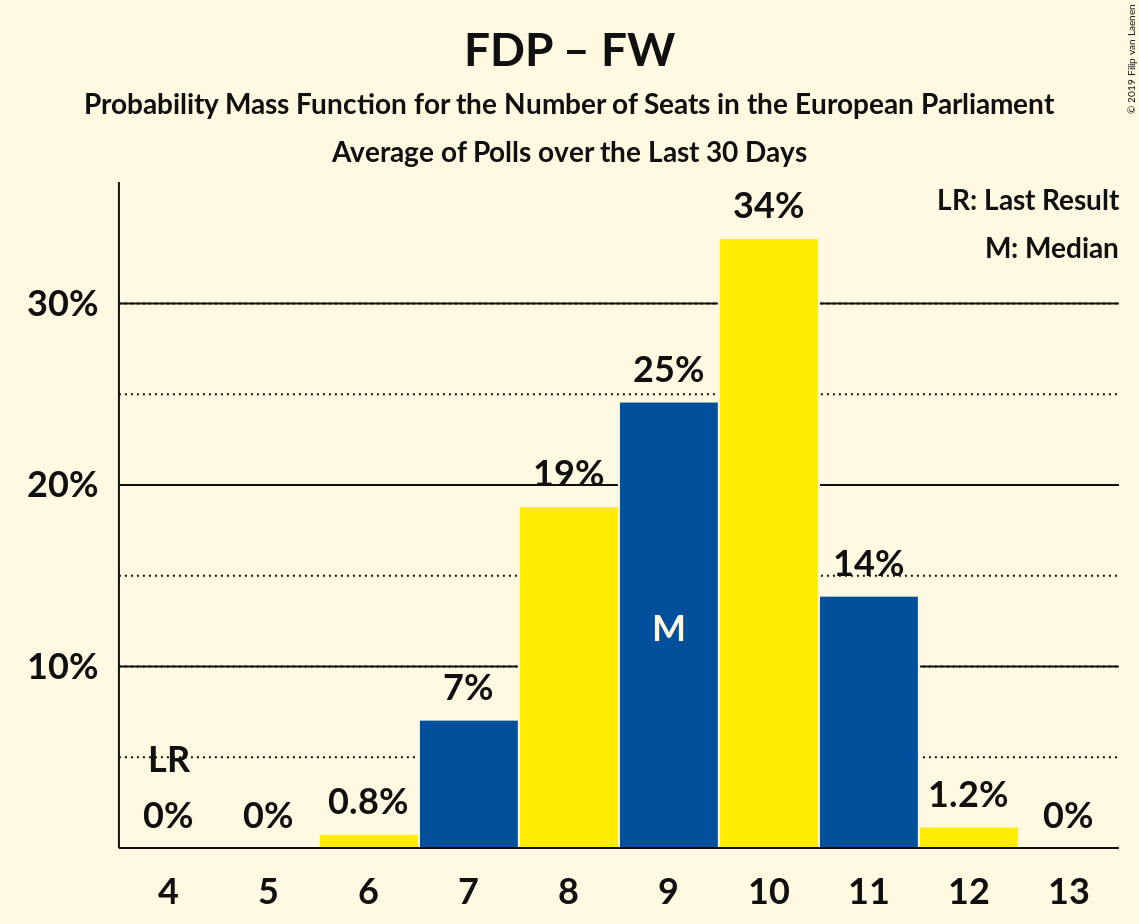 FDP – FW
Probability Mass Function for the Number of Seats in the European Parliament
Average of Polls over the Last 30 Days
© 2019 Filip van Laenen
LR: Last Result
M: Median
34%
30%
25%
20%
19%
14%
M
10%
7%
LR
0% 0% 0.8% 1.2% 0%
4 5 6 7 8 9 10 11 12 13